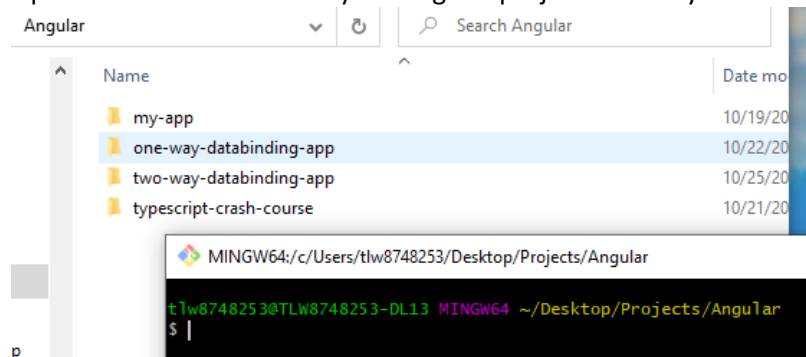 Angular
Search Angular
Name
Date mo
my-app
10/19/20
one-way-databinding-app
10/22/20
two-way-databinding-app
10/25/20
typescript-crash-course
10/21/20
MINGW64:/c/Users/tlw8748253/Desktop/Projects/Angular
tlw8748253@TLW8748253-DL13 MINGW64 ~/Desktop/Projects/Angular
$
p